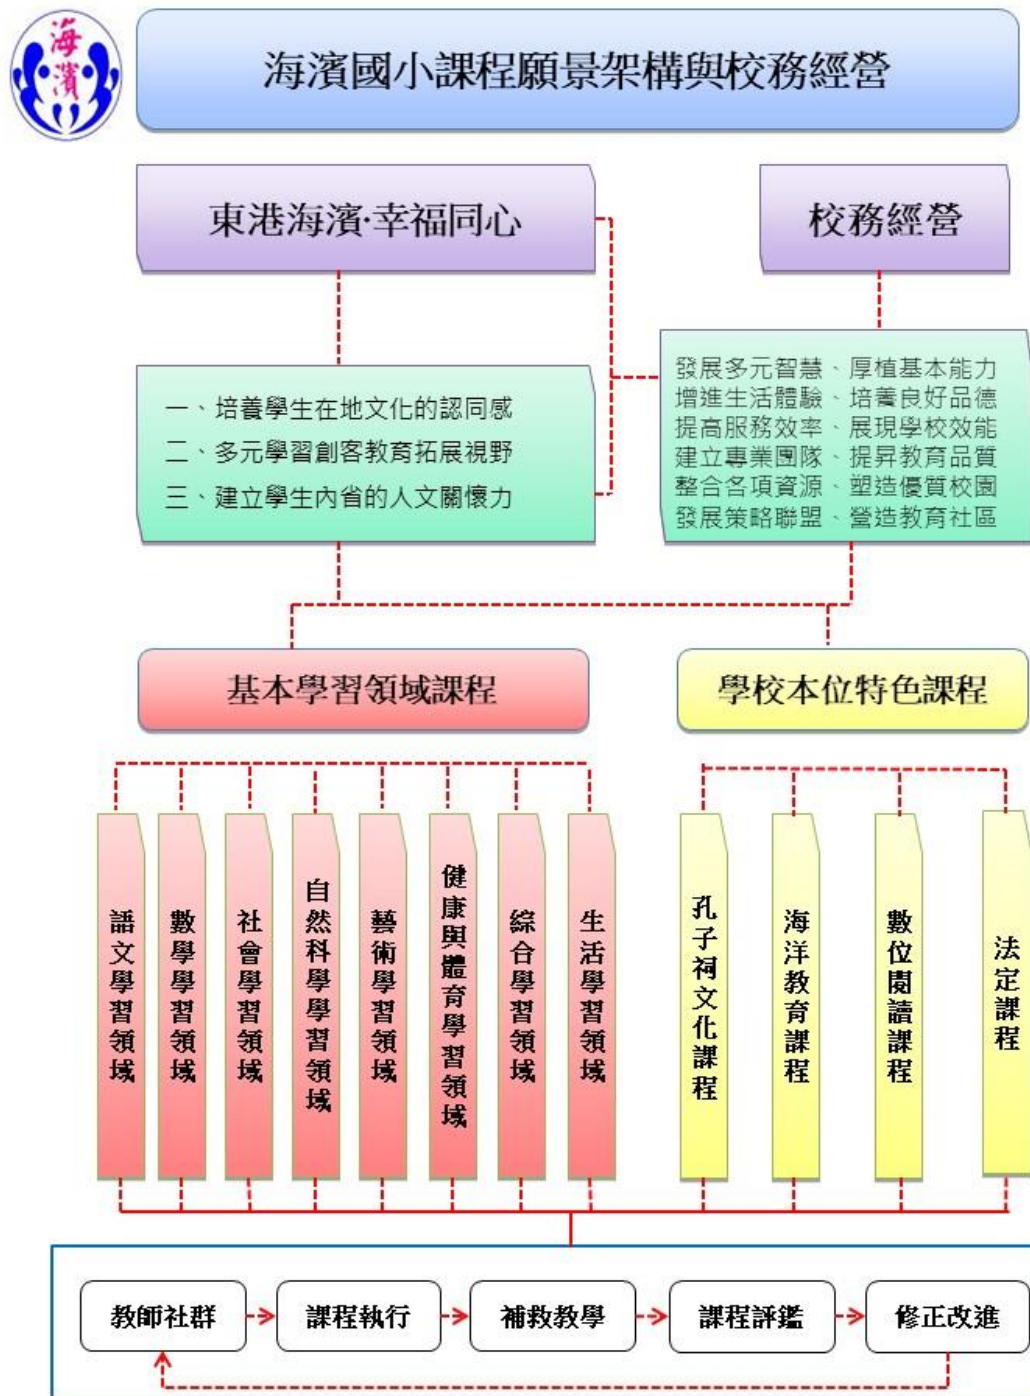 海濱
海濱國小課程願景架構與校務經營
東港海濱·幸福同心
校務經營
一、培養學生在地文化的認同感
二、多元學習創客教育拓展視野
三、建立學生內省的人文關懷力
發展多元智慧、厚植基本能力
增進生活體驗、培養良好品德
提高服務效率、展現學校效能
建立專業團隊、提昇教育品質
整合各項資源、塑造優質校園
發展策略聯盟、營造教育社區
基本學習領域課程
學校本位特色課程
語文學習領域
數學學習領域
社會學習領域
自然科學學習領域
藝術學習領域
健康與體育學習領域
綜合學習領域
生活學習領域
孔子祠文化課程
海洋教育課程
數位閱讀課程
法定課程
教師社群
課程執行
補救教學
課程評鑑
修正改進